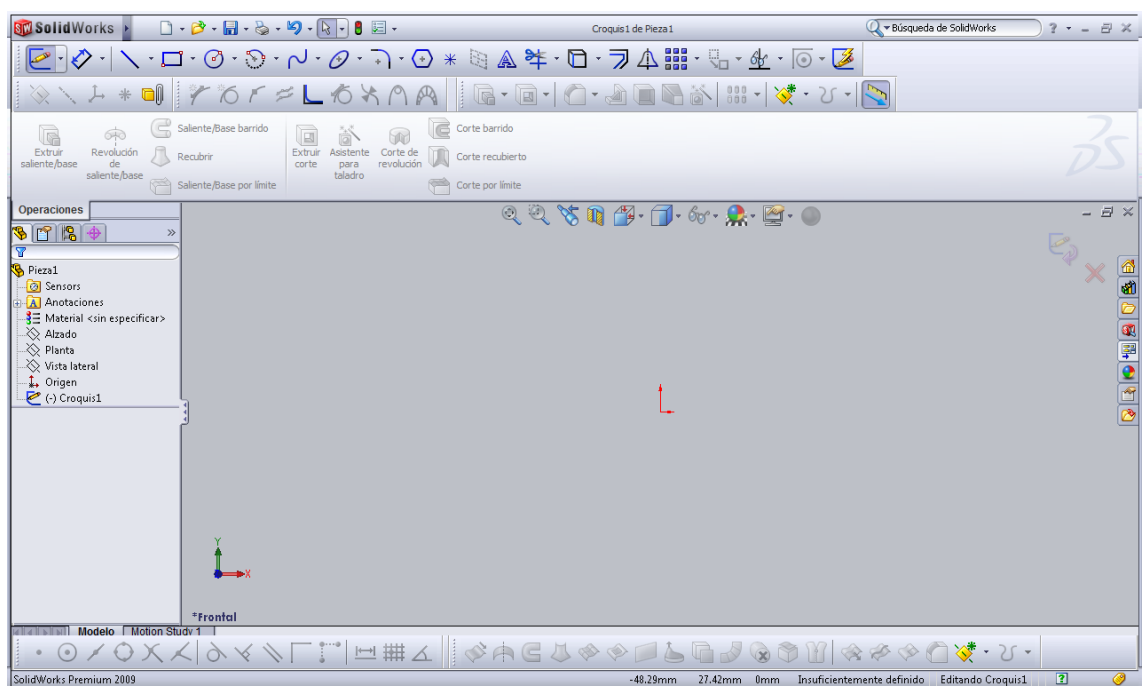 SolidWorks
Croquis1 de Pieza1
Búsqueda de SolidWorks
Extruir saliente/base
Revolución de saliente/base
Saliente/Base barrido
Recubrir
Saliente/Base por límite
Extruir corte
Asistente para taladro
Corte de revolución
Corte barrido
Corte recubierto
Corte por límite
Operaciones
Pieza1
Sensors
Anotaciones
Material <sin especificar>
Alzado
Planta
Vista lateral
Origen
(-) Croquis1
Y
X
*Frontal
Modelo
Motion Study 1
SolidWorks Premium 2009
-48.29mm 27.42mm 0mm Insuficientemente definido Editando Croquis1